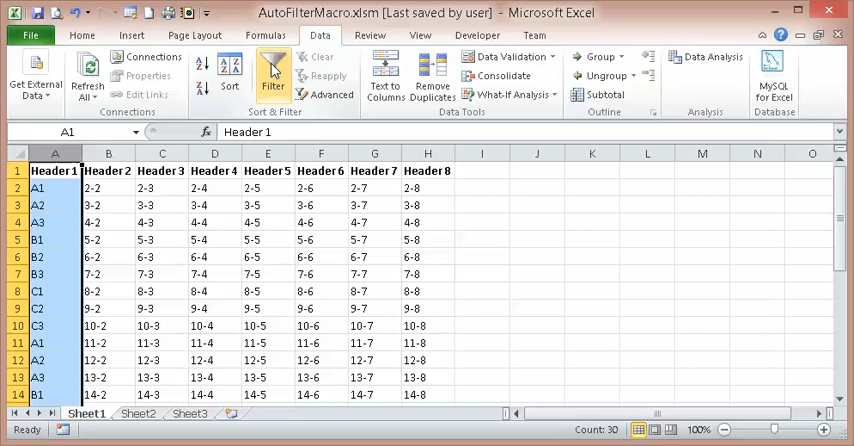 AutoFilterMacro.xlsm [Last saved by user] - Microsoft Excel
File Home Insert Page Layout Formulas Data Review View Developer Team
Get External Data
Refresh All
Connections
Properties
Edit Links
Connections
Sort
Filter
Clear
Reapply
Advanced
Sort & Filter
Text to Columns
Remove Duplicates
Data Validation
Consolidate
What-If Analysis
Data Tools
Group
Ungroup
Subtotal
Outline
Data Analysis
Analysis
MySQL for Excel
Database
A1 fx Header 1
A B C D E F G H I J K L M N O
1 Header 1 Header 2 Header 3 Header 4 Header 5 Header 6 Header 7 Header 8
2 A1 2-2 2-3 2-4 2-5 2-6 2-7 2-8
3 A2 3-2 3-3 3-4 3-5 3-6 3-7 3-8
4 A3 4-2 4-3 4-4 4-5 4-6 4-7 4-8
5 B1 5-2 5-3 5-4 5-5 5-6 5-7 5-8
6 B2 6-2 6-3 6-4 6-5 6-6 6-7 6-8
7 B3 7-2 7-3 7-4 7-5 7-6 7-7 7-8
8 C1 8-2 8-3 8-4 8-5 8-6 8-7 8-8
9 C2 9-2 9-3 9-4 9-5 9-6 9-7 9-8
10 C3 10-2 10-3 10-4 10-5 10-6 10-7 10-8
11 A1 11-2 11-3 11-4 11-5 11-6 11-7 11-8
12 A2 12-2 12-3 12-4 12-5 12-6 12-7 12-8
13 A3 13-2 13-3 13-4 13-5 13-6 13-7 13-8
14 B1 14-2 14-3 14-4 14-5 14-6 14-7 14-8
Sheet1 Sheet2 Sheet3
Ready Count: 30 100%